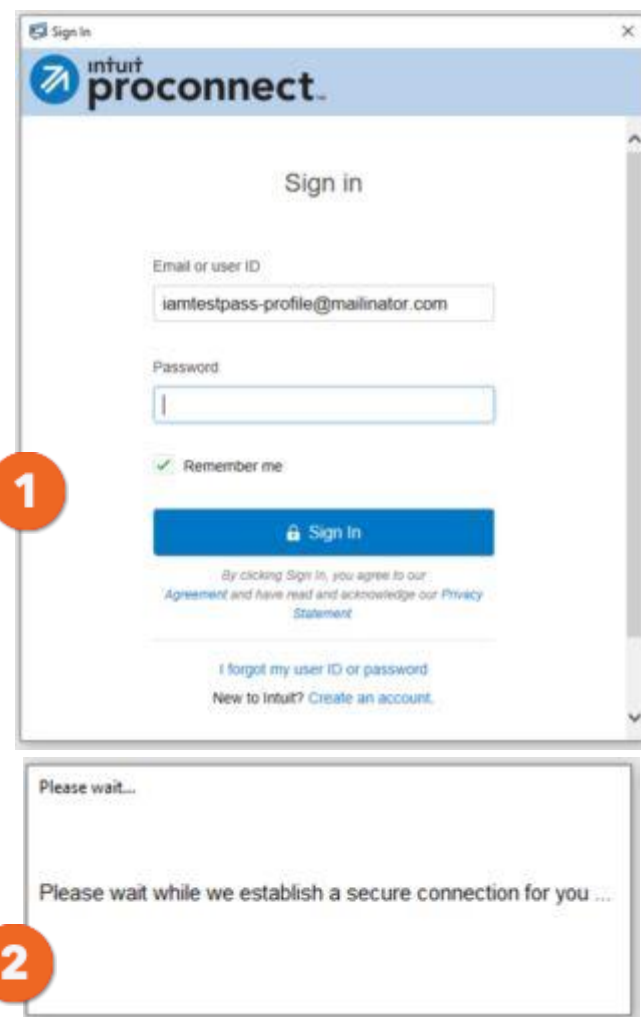 Sign In
intuit
proconnect™
Sign in
Email or user ID
iamtestpass-profile@mailinator.com
Password
Remember me
1
Sign In
By clicking Sign In, you agree to our
Agreement and have read and acknowledge our Privacy
Statement
I forgot my user ID or password
New to Intuit? Create an account.
Please wait...
Please wait while we establish a secure connection for you ...
2